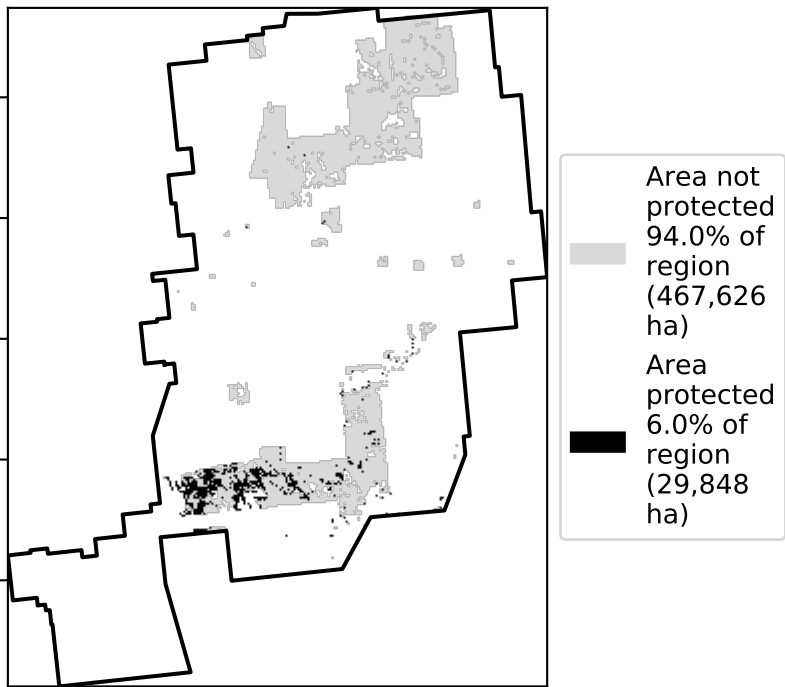 Area not
protected
94.0% of
region
(467,626
ha)
Area
protected
6.0% of
region
(29,848
ha)